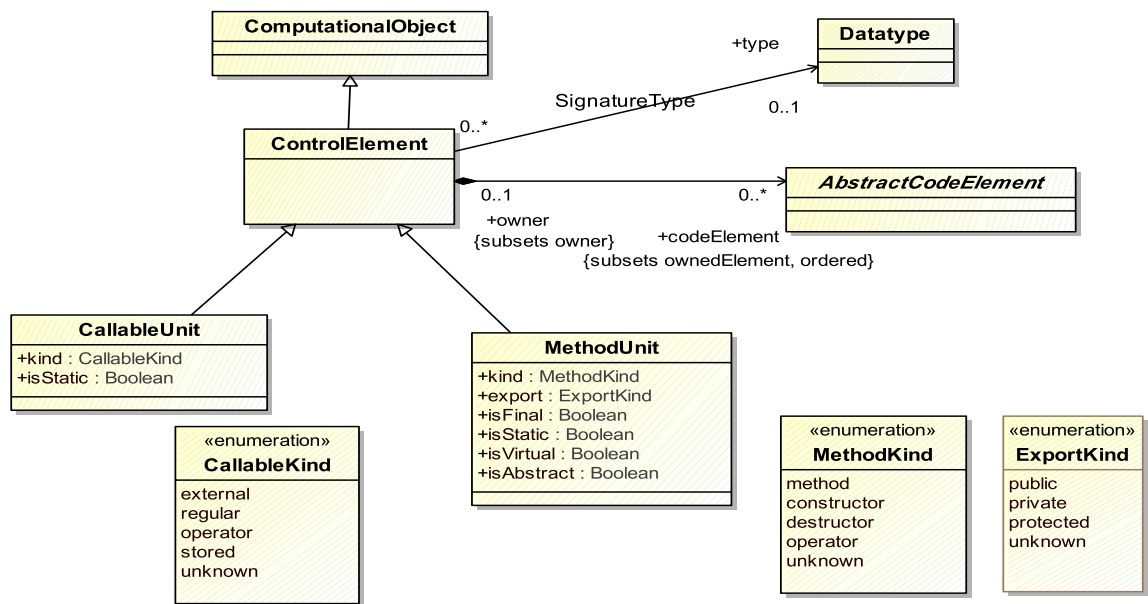 ComputationalObject
Datatype
+type
SignatureType
0..1
0..*
ControlElement
AbstractCodeElement
0..1
0..*
+owner
{subsets owner}
+codeElement
{subsets ownedElement, ordered}
CallableUnit
+kind : CallableKind
+isStatic : Boolean
MethodUnit
+kind : MethodKind
+export : ExportKind
+isFinal : Boolean
+isStatic : Boolean
+isVirtual : Boolean
+isAbstract : Boolean
«enumeration»
CallableKind
external
regular
operator
stored
unknown
«enumeration»
MethodKind
method
constructor
destructor
operator
unknown
«enumeration»
ExportKind
public
private
protected
unknown